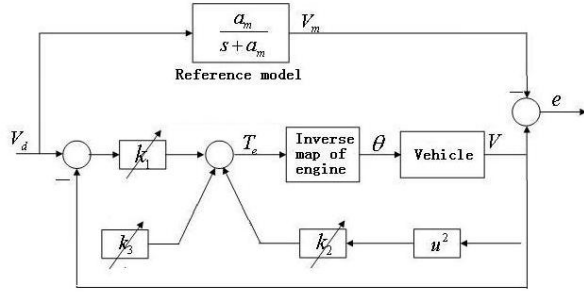 a_m
s + a_m
V_m
Reference model
e
V_d
k_1
T_e
Inverse
map of
engine
θ
Vehicle
V
k_3
k_2
u^2